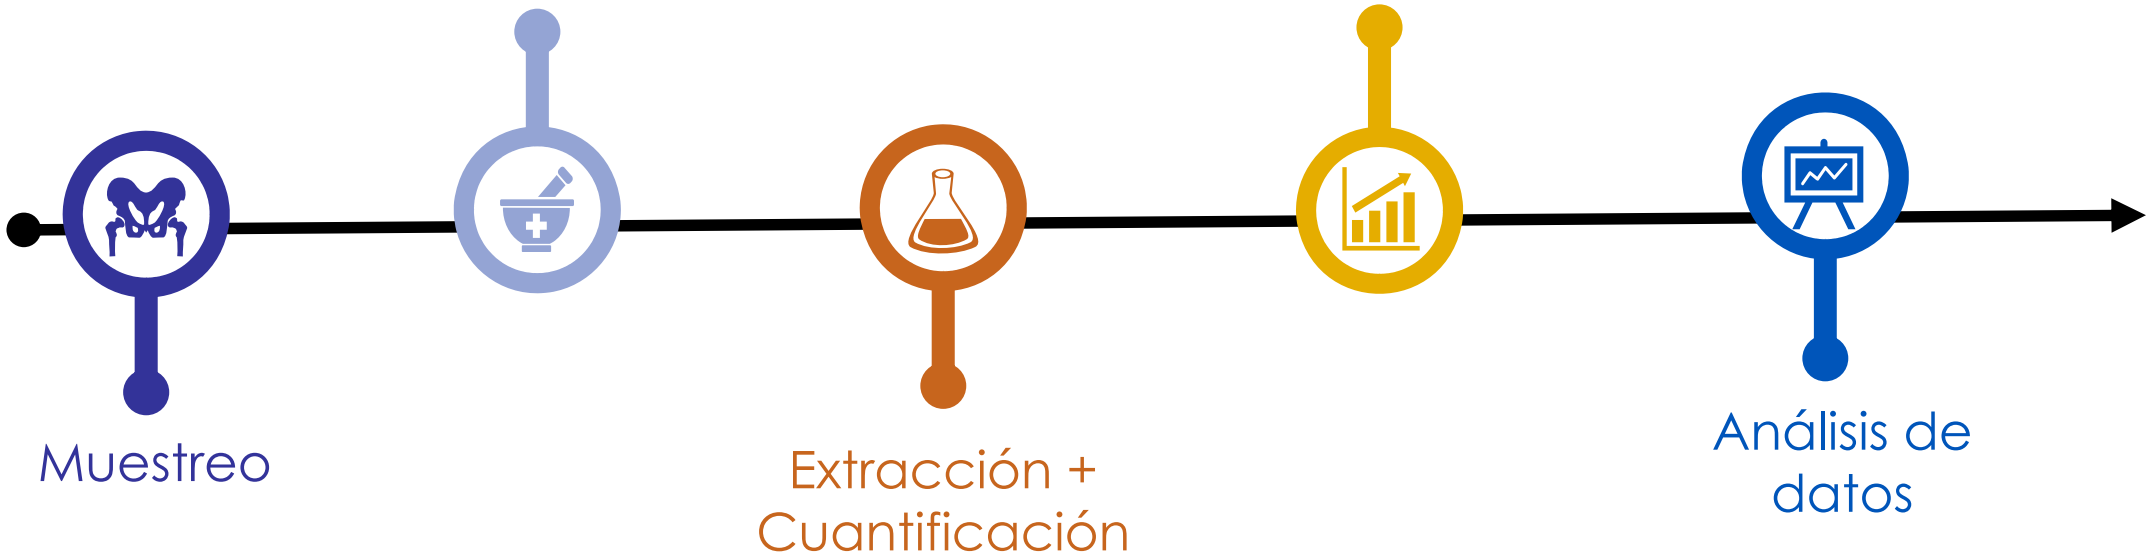 Muestreo
Extracción +
Cuantificación
Análisis de
datos